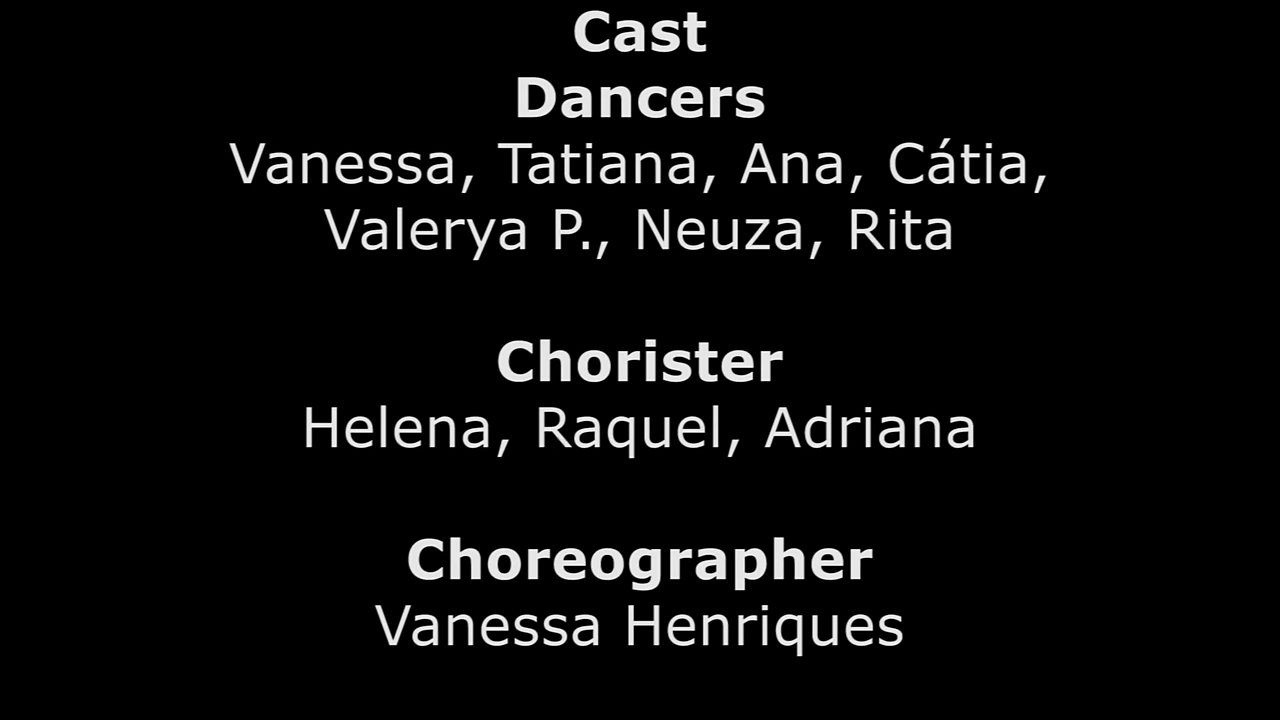 Cast
Dancers
Vanessa, Tatiana, Ana, Cátia,
Valerya P., Neuza, Rita
Chorister
Helena, Raquel, Adriana
Choreographer
Vanessa Henriques